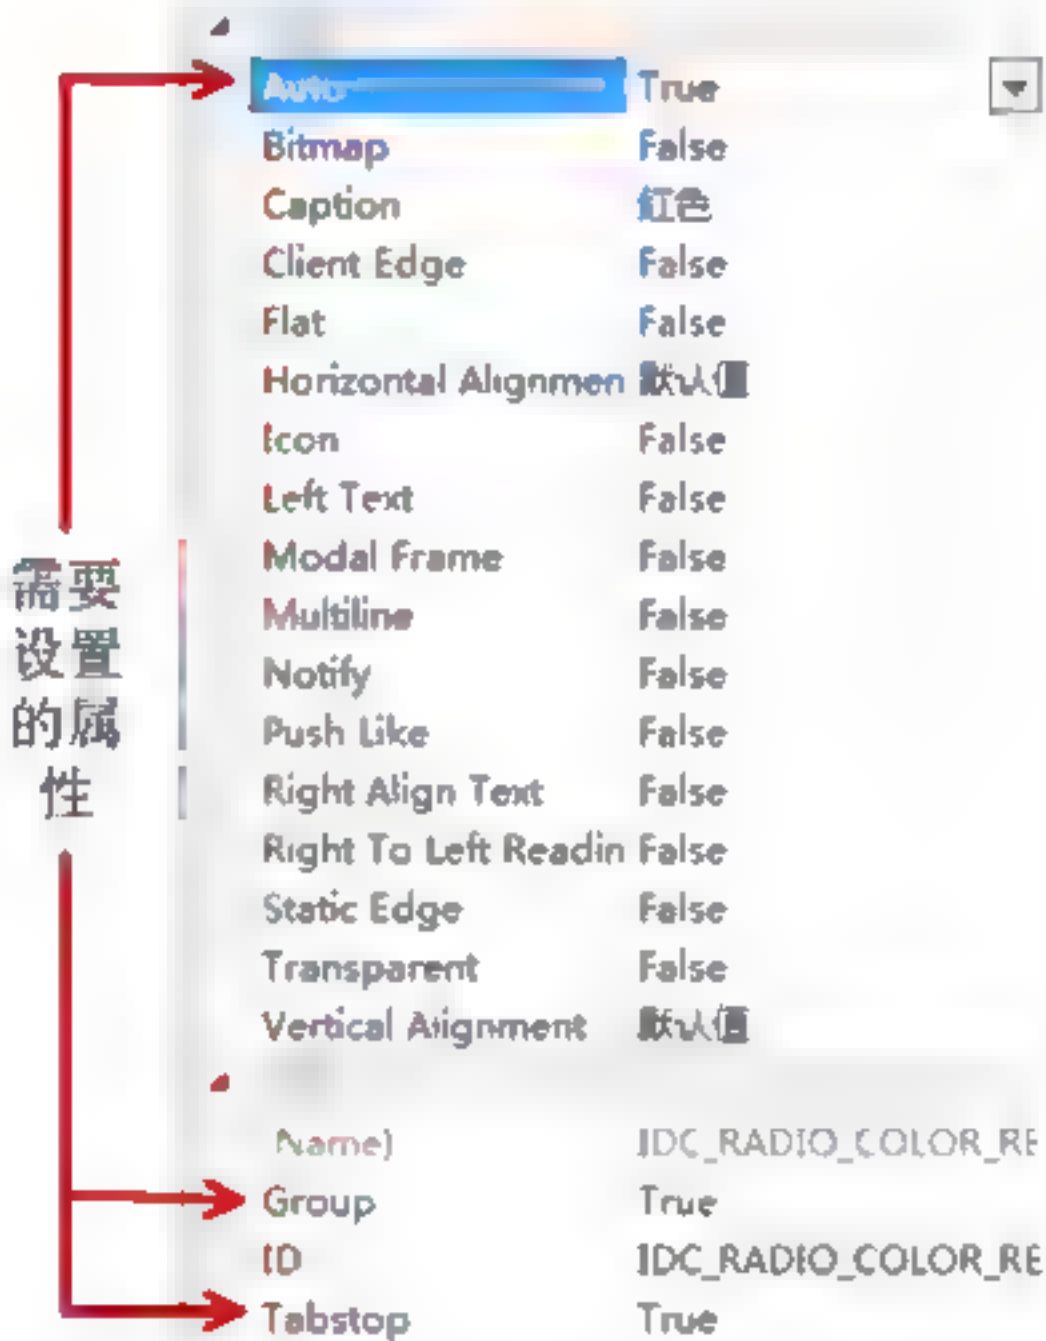 Auto True
Bitmap False
Caption 紅色
Client Edge False
Flat False
Horizontal Alignmen 默认值
Icon False
Left Text False
Modal Frame False
Multiline False
Notify False
Push Like False
Right Align Text False
Right To Left Readin False
Static Edge False
Transparent False
Vertical Alignment 默认值
Name) IDC_RADIO_COLOR_RE
Group True
ID IDC_RADIO_COLOR_RE
Tabstop True
需要
设置
的属
性